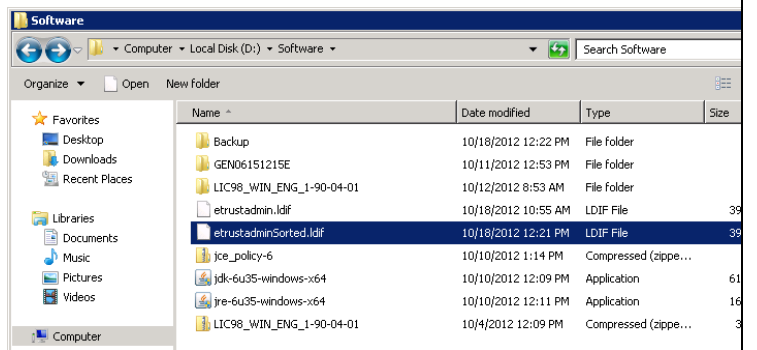 Software
Computer Local Disk (D:) Software Search Software
Organize Open New folder
Name Date modified Type Size
Favorites
Desktop
Downloads
Recent Places
Libraries
Documents
Music
Pictures
Videos
Computer
Backup 10/18/2012 12:22 PM File folder
GEN06151215E 10/11/2012 12:53 PM File folder
LIC98_WIN_ENG_1-90-04-01 10/12/2012 8:53 AM File folder
etrustadmin.ldif 10/18/2012 10:55 AM LDIF File 39
etrustadminSorted.ldif 10/18/2012 12:21 PM LDIF File 39
jce_policy-6 10/10/2012 1:14 PM Compressed (zippe...
jdk-6u35-windows-x64 10/10/2012 12:09 PM Application 61
jre-6u35-windows-x64 10/10/2012 12:11 PM Application 16
LIC98_WIN_ENG_1-90-04-01 10/4/2012 12:09 PM Compressed (zippe... 3